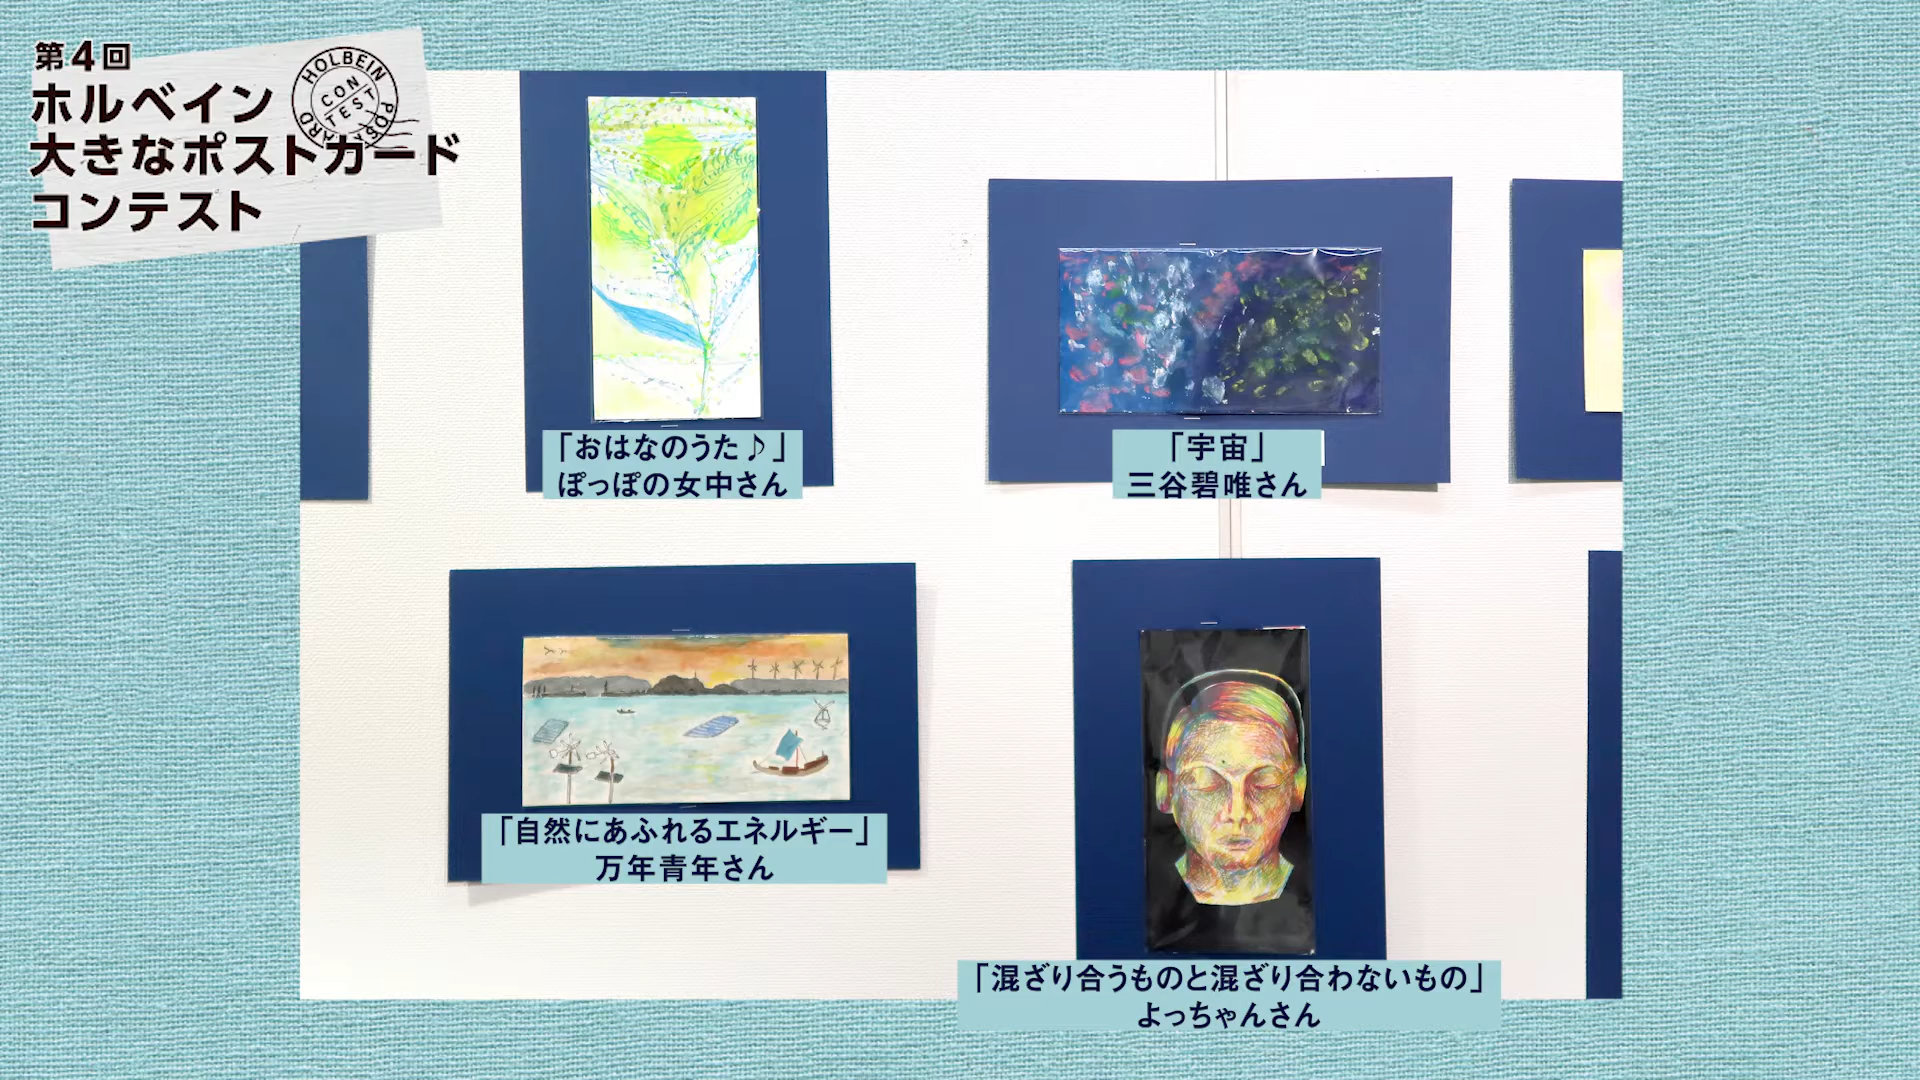 第4回
ホルベイン
大きなポストカード
コンテスト
HOLBEIN
CON
TEST
「おはなのうた♪」
ぽっぽの女中さん
「宇宙」
三谷碧唯さん
「自然にあふれるエネルギー」
万年青年さん
「混ざり合うものと混ざり合わないもの」
よっちゃんさん